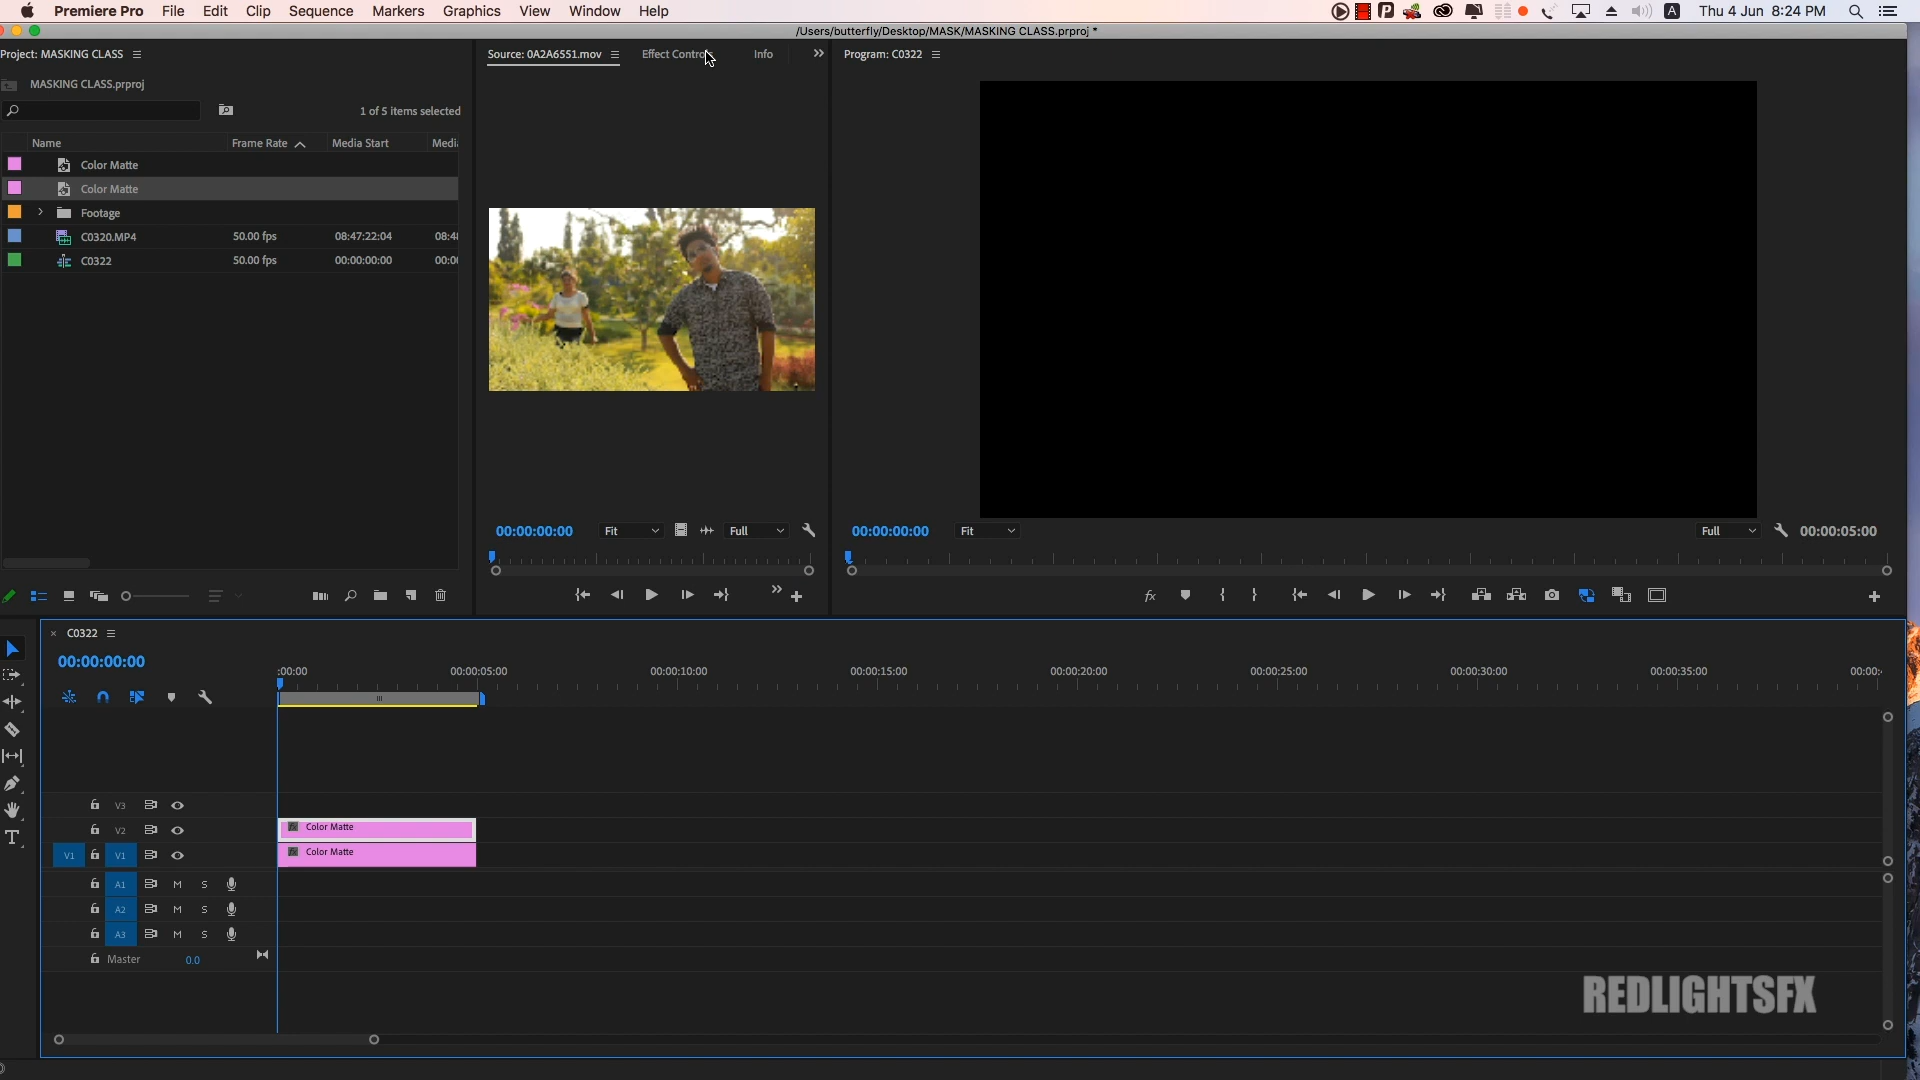 Premiere Pro File Edit Clip Sequence Markers Graphics View Window Help
A Thu 4 Jun 8:24 PM
/Users/butterfly/Desktop/MASK/MASKING CLASS.prproj *
Project: MASKING CLASS
Source: 0A2A6551.mov
Effect Controls
Info
Program: C0322
MASKING CLASS.prproj
1 of 5 items selected
Name Frame Rate Media Start Media
Color Matte
Color Matte
Footage
C0320.MP4 50.00 fps 08:47:22:04 08:48
C0322 50.00 fps 00:00:00:00 00:00
00:00:00:00 Fit Full
00:00:00:00 Fit Full 00:00:05:00
C0322
00:00:00:00
:00:00 00:00:05:00 00:00:10:00 00:00:15:00 00:00:20:00 00:00:25:00 00:00:30:00 00:00:35:00 00:00:
V3
V2 Color Matte
V1 V1 Color Matte
A1 M S
A2 M S
A3 M S
Master 0.0
REDLIGHTSFX